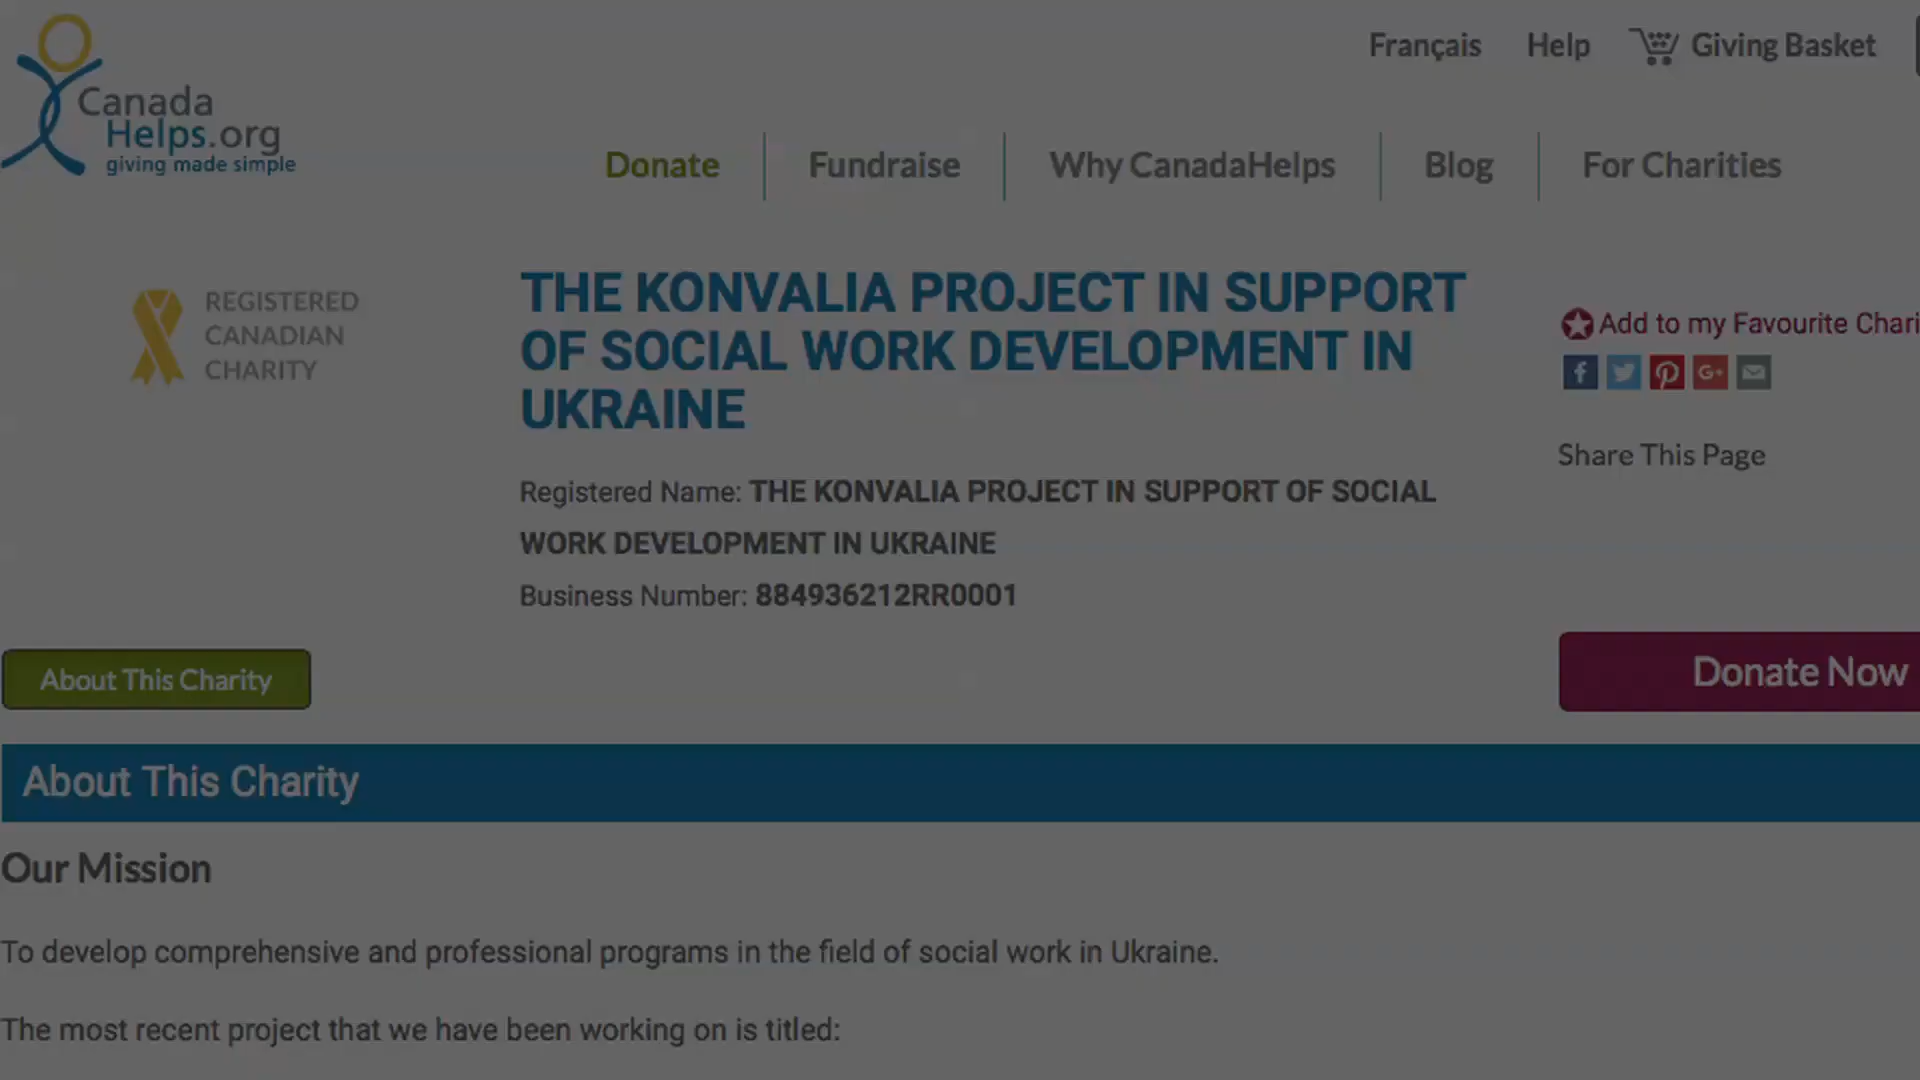 Canada
Helps.org
giving made simple
Français Help Giving Basket
Donate Fundraise Why CanadaHelps Blog For Charities
REGISTERED
CANADIAN
CHARITY
THE KONVALIA PROJECT IN SUPPORT
OF SOCIAL WORK DEVELOPMENT IN
UKRAINE
Registered Name: THE KONVALIA PROJECT IN SUPPORT OF SOCIAL
WORK DEVELOPMENT IN UKRAINE
Business Number: 884936212RR0001
Add to my Favourite Chari
Share This Page
About This Charity
Donate Now
About This Charity
Our Mission
To develop comprehensive and professional programs in the field of social work in Ukraine.
The most recent project that we have been working on is titled: